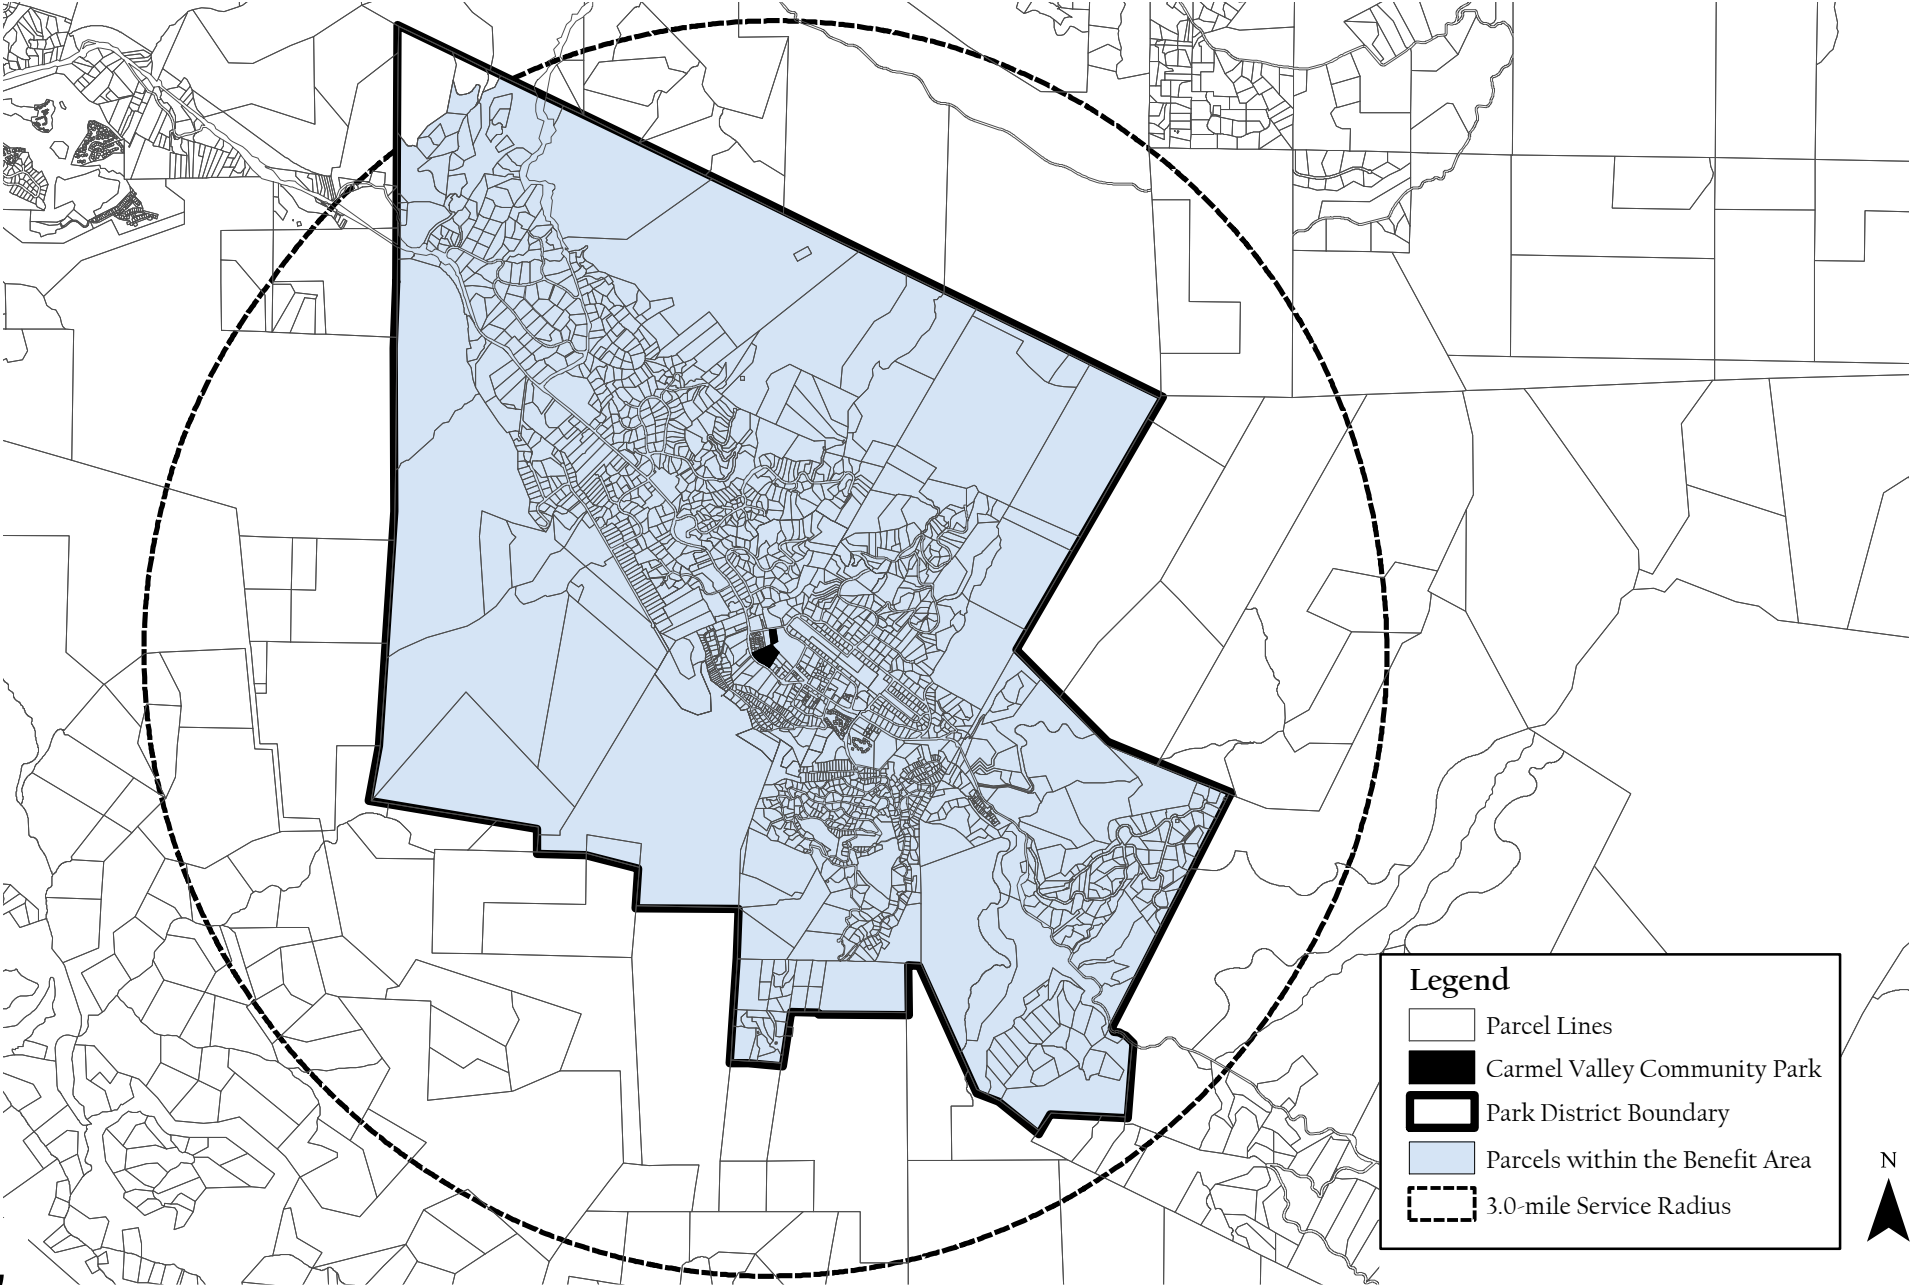 Legend
Parcel Lines
Carmel Valley Community Park
Park District Boundary
Parcels within the Benefit Area
3.0-mile Service Radius
N